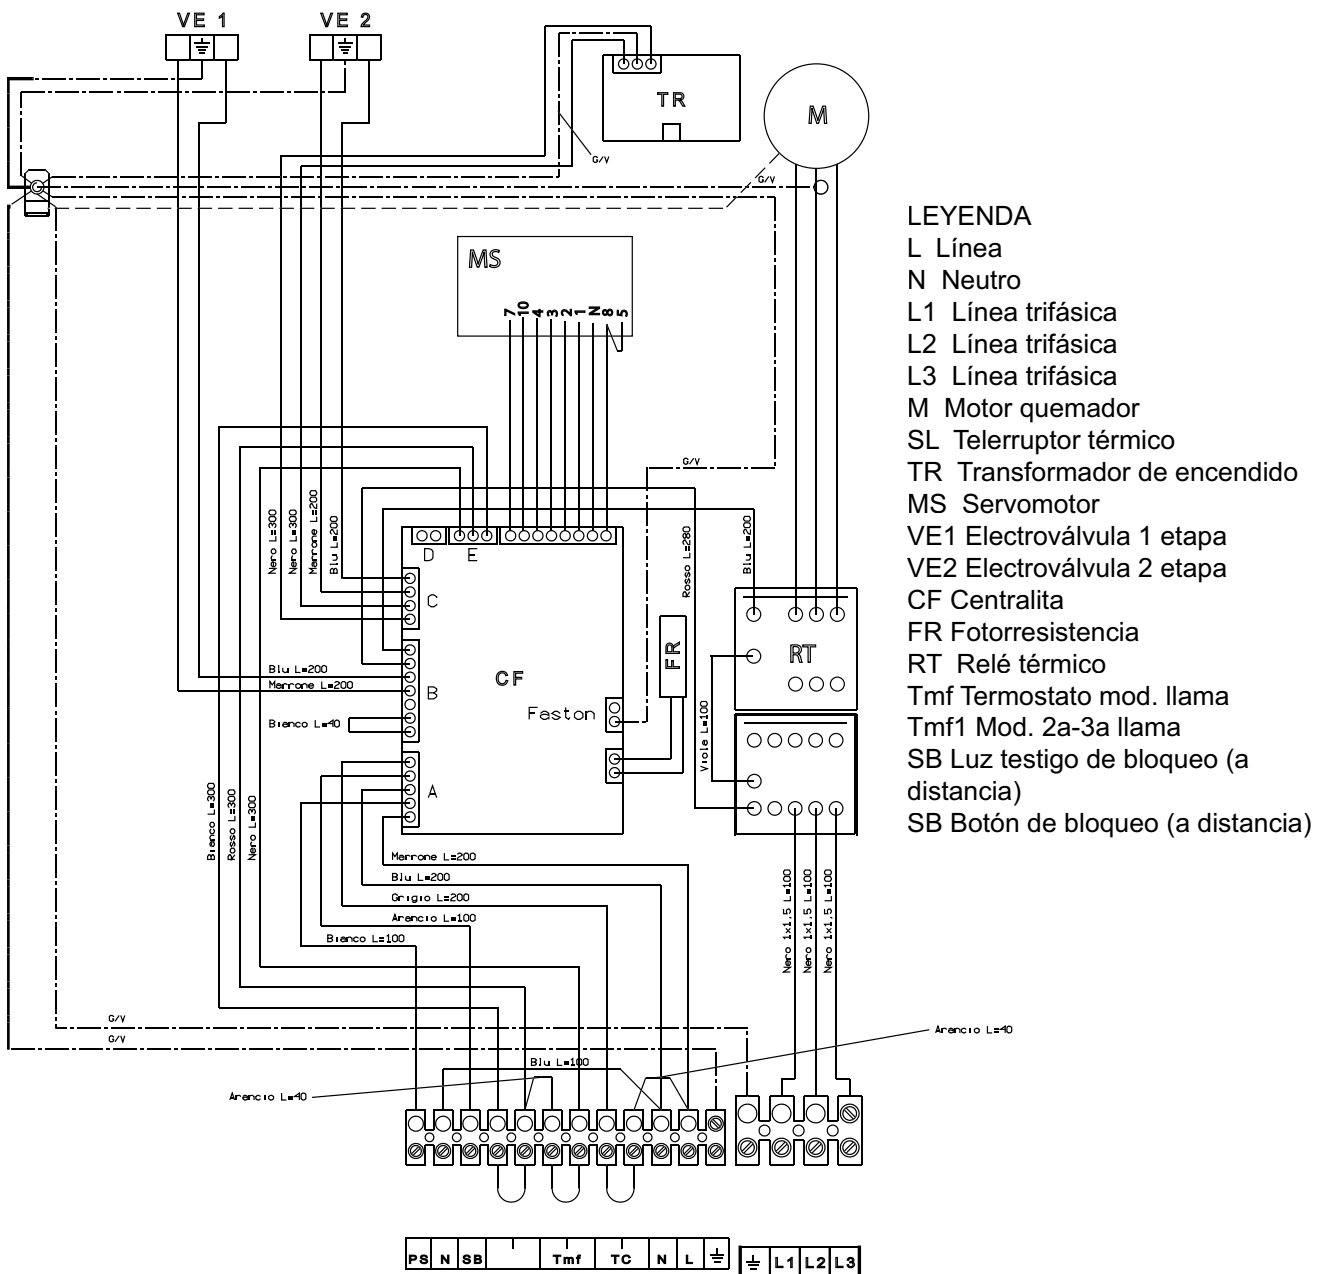 VE 1
VE 2
TR
M
G/V
G/V
MS
7 10 4 3 2 1 N 8 5
G/V
LEYENDA
L Línea
N Neutro
L1 Línea trifásica
L2 Línea trifásica
L3 Línea trifásica
M Motor quemador
SL Telerruptor térmico
TR Transformador de encendido
MS Servomotor
VE1 Electroválvula 1 etapa
VE2 Electroválvula 2 etapa
CF Centralita
FR Fotorresistencia
RT Relé térmico
Tmf Termostato mod. llama
Tmf1 Mod. 2a-3a llama
SB Luz testigo de bloqueo (a
distancia)
SB Botón de bloqueo (a distancia)
Nero L=300
Nero L=300
Marrone L=200
Blu L=200
D
E
C
B
A
CF
Faston
FR
Rosso L=280
Blu L=200
RT
Viola L=100
Blu L=200
Marrone L=200
Bianco L=40
Bianco L=300
Rosso L=300
Nero L=300
Marrone L=200
Blu L=200
Grigio L=200
Arancio L=100
Bianco L=100
Nero 1x1,5 L=100
Nero 1x1,5 L=100
Nero 1x1,5 L=100
G/V
G/V
Arancio L=40
Blu L=100
Arancio L=40
PS N SB Tmf TC N L
L1 L2 L3